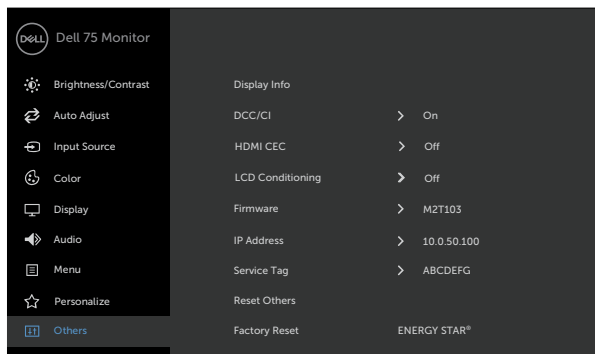 DELL Dell 75 Monitor
Brightness/Contrast Display Info
Auto Adjust DCC/CI > On
Input Source HDMI CEC > Off
Color LCD Conditioning > Off
Display Firmware > M2T103
Audio IP Address > 10.0.50.100
Menu Service Tag > ABCDEFG
Personalize Reset Others
Others Factory Reset ENERGY STAR®